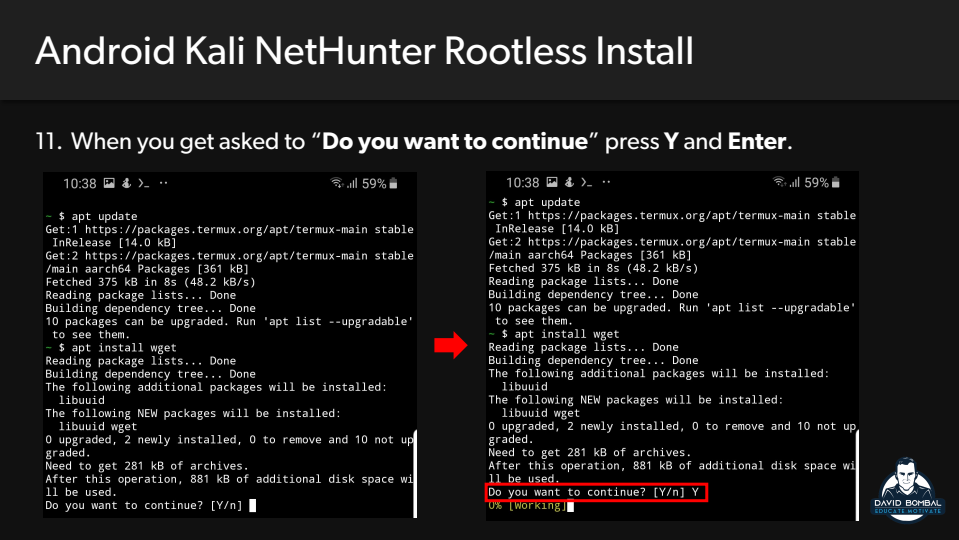 Android Kali NetHunter Rootless Install
11. When you get asked to “Do you want to continue” press Y and Enter.
10:38 59%
~ $ apt update
Get:1 https://packages.termux.org/apt/termux-main stable
InRelease [14.0 kB]
Get:2 https://packages.termux.org/apt/termux-main stable
/main aarch64 Packages [361 kB]
Fetched 375 kB in 8s (48.2 kB/s)
Reading package lists... Done
Building dependency tree... Done
10 packages can be upgraded. Run 'apt list --upgradable'
to see them.
~ $ apt install wget
Reading package lists... Done
Building dependency tree... Done
The following additional packages will be installed:
libuuid
The following NEW packages will be installed:
libuuid wget
0 upgraded, 2 newly installed, 0 to remove and 10 not up
graded.
Need to get 281 kB of archives.
After this operation, 881 kB of additional disk space wi
ll be used.
Do you want to continue? [Y/n]
10:38 59%
~ $ apt update
Get:1 https://packages.termux.org/apt/termux-main stable
InRelease [14.0 kB]
Get:2 https://packages.termux.org/apt/termux-main stable
/main aarch64 Packages [361 kB]
Fetched 375 kB in 8s (48.2 kB/s)
Reading package lists... Done
Building dependency tree... Done
10 packages can be upgraded. Run 'apt list --upgradable'
to see them.
~ $ apt install wget
Reading package lists... Done
Building dependency tree... Done
The following additional packages will be installed:
libuuid
The following NEW packages will be installed:
libuuid wget
0 upgraded, 2 newly installed, 0 to remove and 10 not up
graded.
Need to get 281 kB of archives.
After this operation, 881 kB of additional disk space wi
ll be used.
Do you want to continue? [Y/n] Y
0% [Working]
DAVID BOMBAL
EDUCATE MOTIVATE